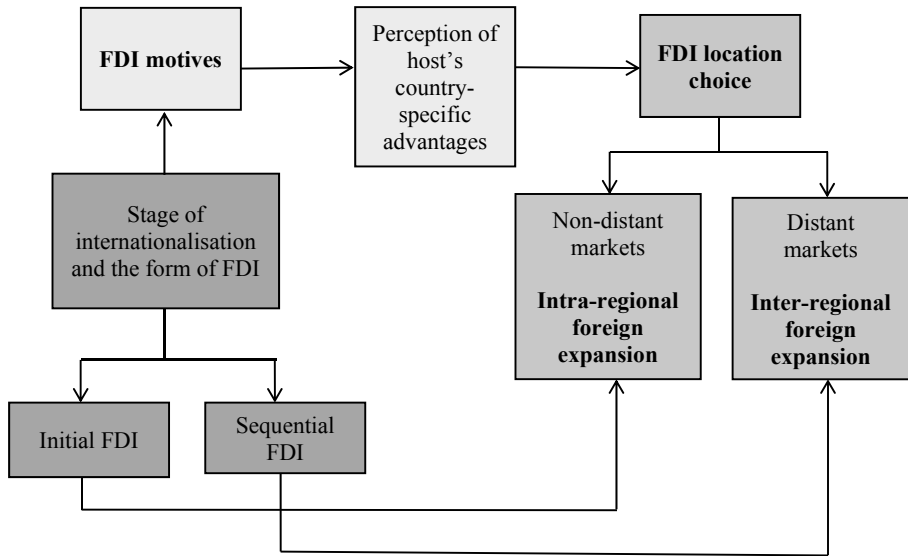 FDI motives
Perception of
host's
country-
specific
advantages
FDI location
choice
Stage of
internationalisation
and the form of FDI
Non-distant
markets
Intra-regional
foreign
expansion
Distant
markets
Inter-regional
foreign
expansion
Initial FDI
Sequential
FDI